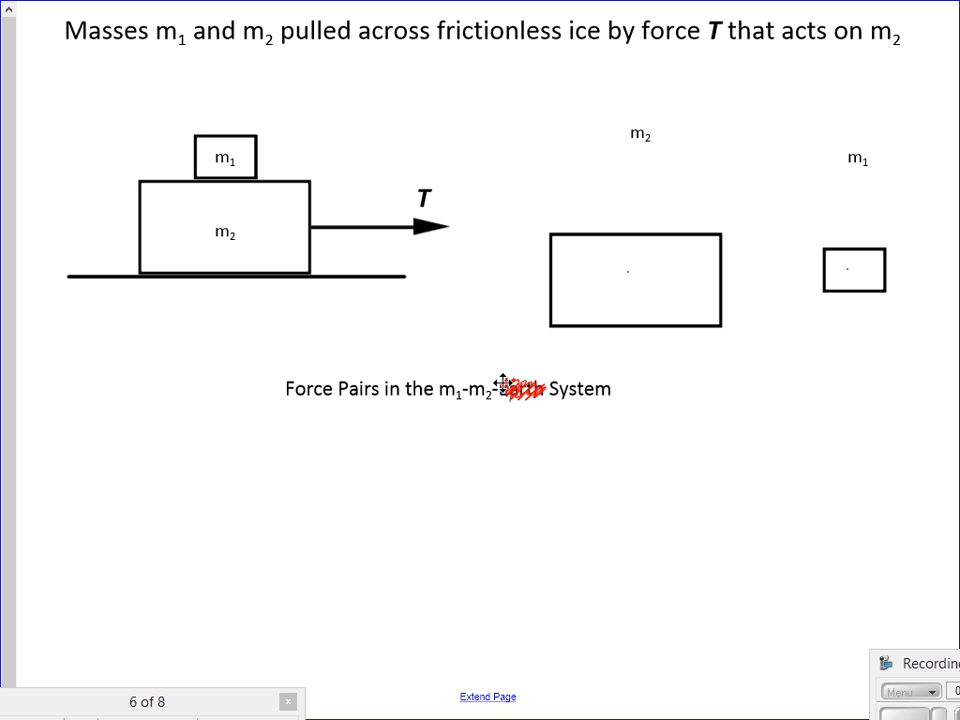 Masses m₁ and m₂ pulled across frictionless ice by force T that acts on m₂
m₂
m₁
m₁
T
m₂
Force Pairs in the m₁-m₂- System
Recording
Menu
6 of 8
Extend Page